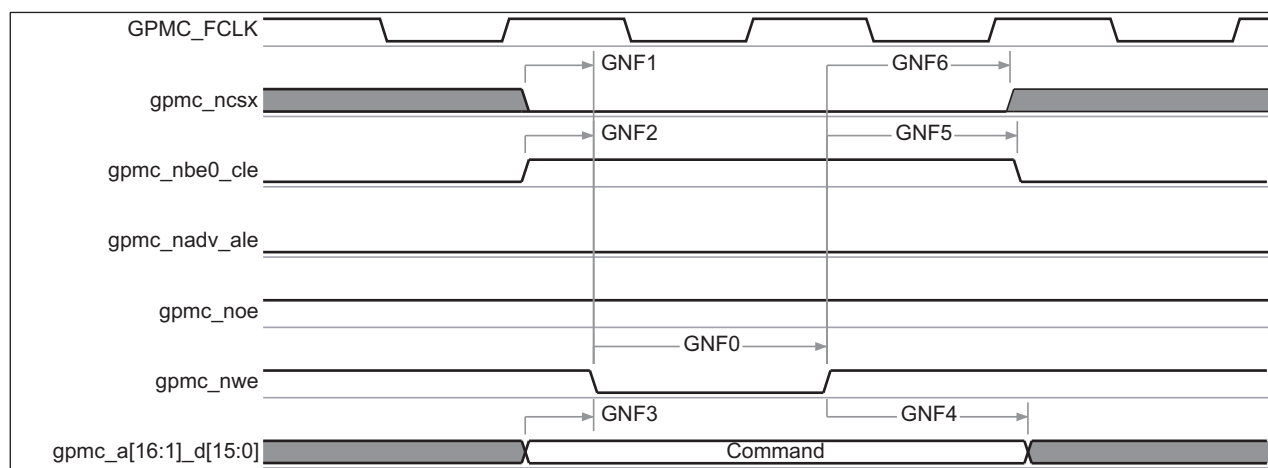 GPMC_FCLK
GNF1
GNF6
gpmc_ncsx
GNF2
GNF5
gpmc_nbe0_cle
gpmc_nadv_ale
gpmc_noe
GNF0
gpmc_nwe
GNF3
GNF4
gpmc_a[16:1]_d[15:0]
Command